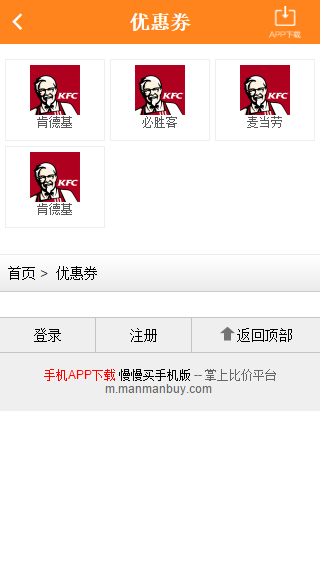 优惠券
APP下载
KFC KFC KFC
肯德基 必胜客 麦当劳
KFC
肯德基
首页 > 优惠券
登录 注册 返回顶部
手机APP下载 慢慢买手机版 -- 掌上比价平台
m.manmanbuy.com